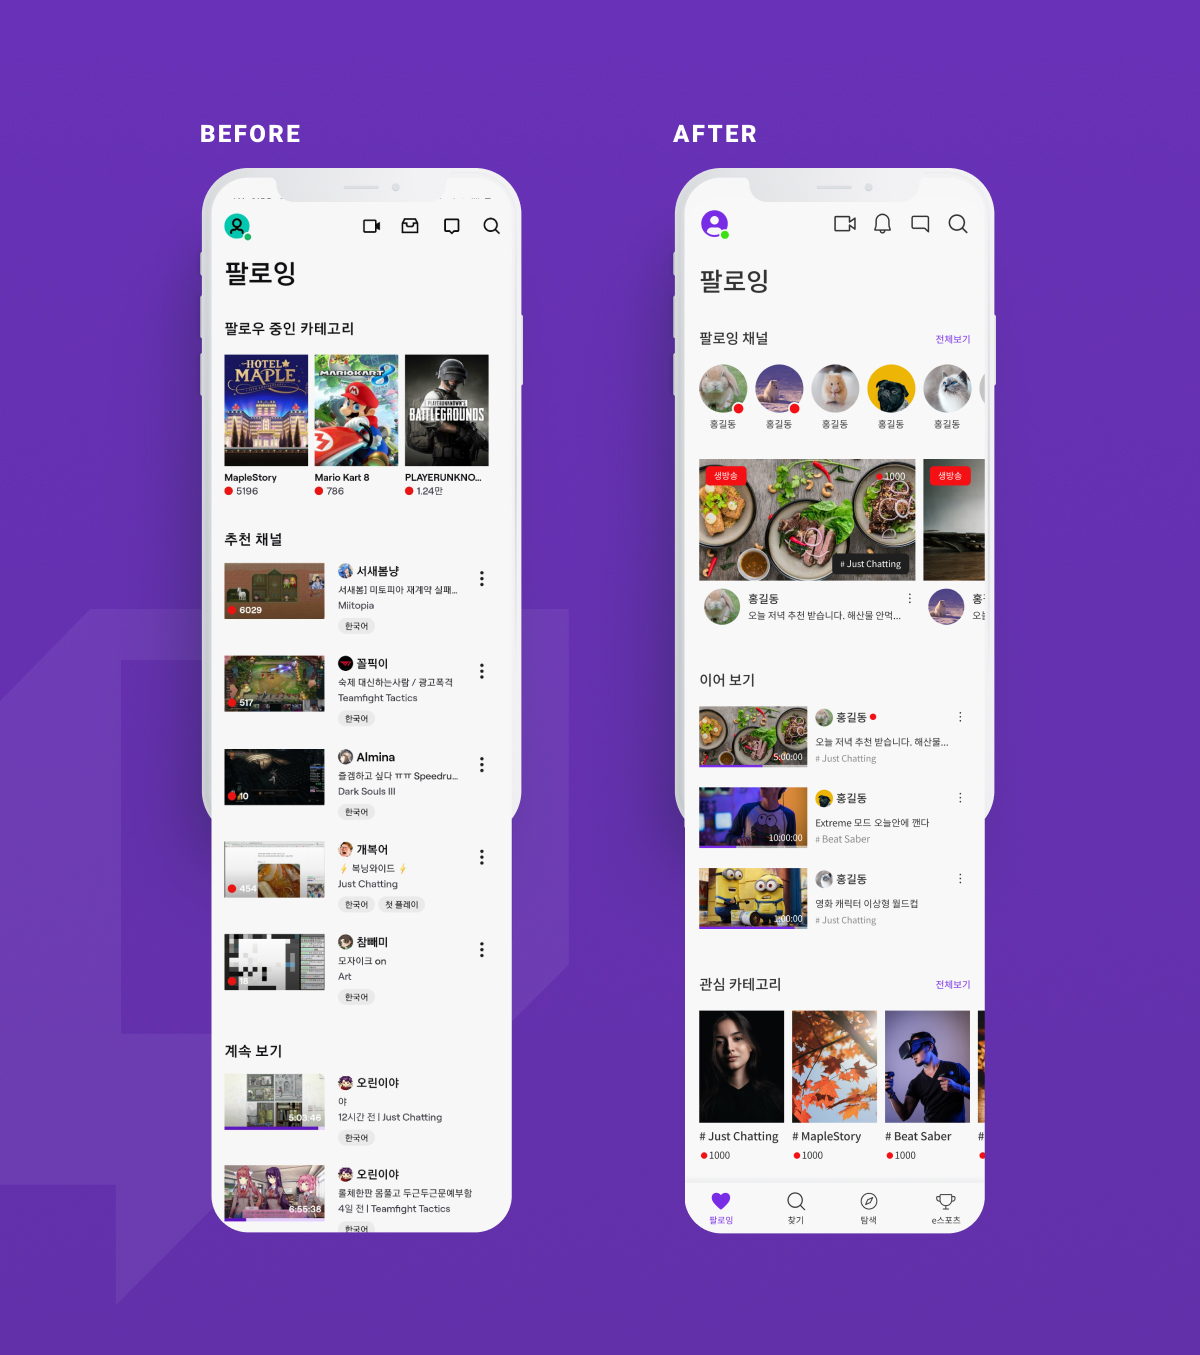 BEFORE
팔로잉
팔로우 중인 카테고리
HOTEL
MAPLE
MARIOKART 8
PLAYERUNKNOWN'S
BATTLEGROUNDS
MapleStory
Mario Kart 8
PLAYERUNKNO...
5196
786
1.24만
추천 채널
6029
서새봄냥
서새봄] 미토피아 재계약 실패...
Miitopia
한국어
517
꼴픽이
숙제 대신하는사람 / 광고폭격
Teamfight Tactics
한국어
10
Almina
즐겜하고 싶다 ㅠㅠ Speedru...
Dark Souls III
한국어
454
개복어
⚡ 복닝와이드 ⚡
Just Chatting
한국어
첫 플레이
18
참빼미
모자이크 on
Art
한국어
계속 보기
5:03:46
오린이야
야
12시간 전 | Just Chatting
한국어
6:55:38
오린이야
풀체한판 몸풀고 두근두근문예부함
4일 전 | Teamfight Tactics
한국어
AFTER
팔로잉
팔로잉 채널
전체보기
홍길동
홍길동
홍길동
홍길동
홍길동
생방송
1000
# Just Chatting
생방송
홍길동
오늘 저녁 추천 받습니다. 해산물 안먹...
이어 보기
5:00:00
홍길동
오늘 저녁 추천 받습니다. 해산물...
# Just Chatting
10:00:00
홍길동
Extreme 모드 오늘안에 깬다
# Beat Saber
1:00:00
홍길동
영화 캐릭터 이상형 월드컵
# Just Chatting
관심 카테고리
전체보기
# Just Chatting
# MapleStory
# Beat Saber
#
1000
1000
1000
팔로잉
찾기
탐색
e스포츠